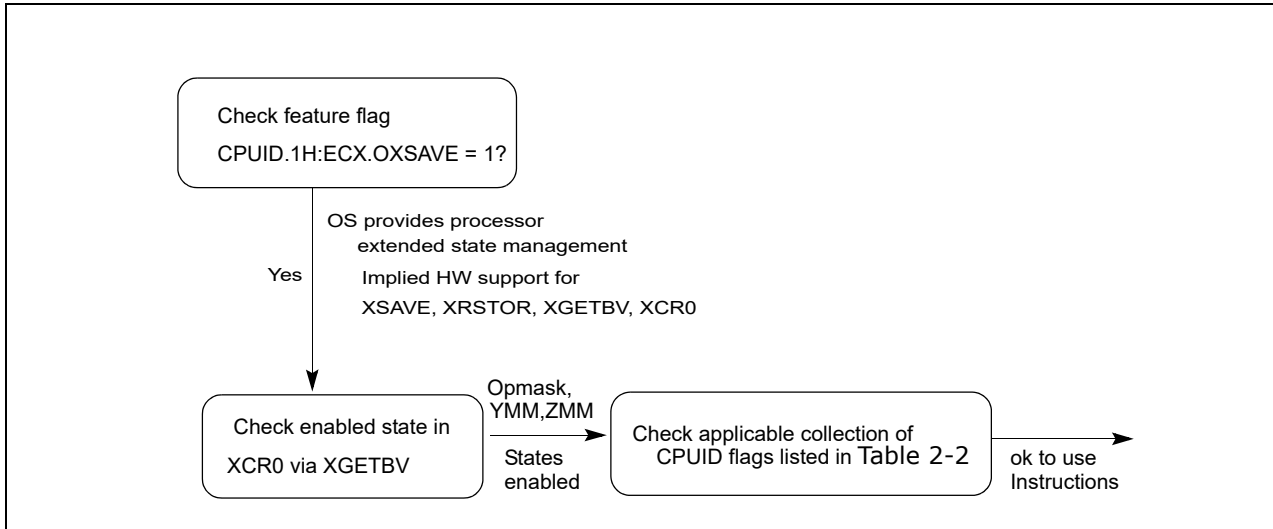 Check feature flag
CPUID.1H:ECX.OXSAVE = 1?
OS provides processor
extended state management
Yes
Implied HW support for
XSAVE, XRSTOR, XGETBV, XCR0
Check enabled state in
XCR0 via XGETBV
Opmask,
YMM,ZMM
States
enabled
Check applicable collection of
CPUID flags listed in Table 2-2
ok to use
Instructions